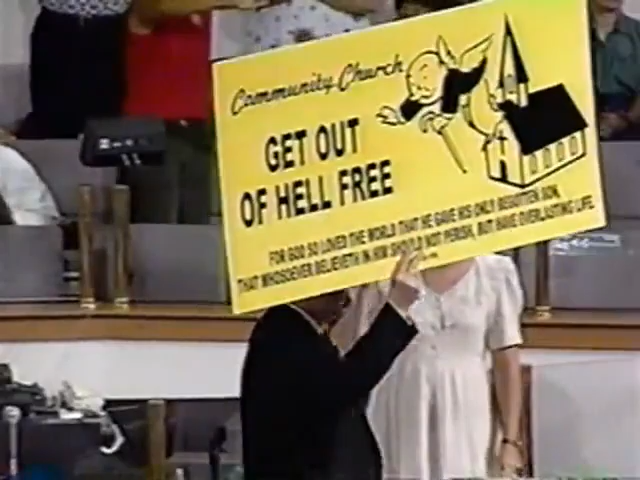 Community Church
GET OUT
OF HELL FREE
FOR GOD SO LOVED THE WORLD THAT HE GAVE HIS ONLY BEGOTTEN SON,
THAT WHOSOEVER BELIEVETH IN HIM SHOULD NOT PERISH, BUT HAVE EVERLASTING LIFE.